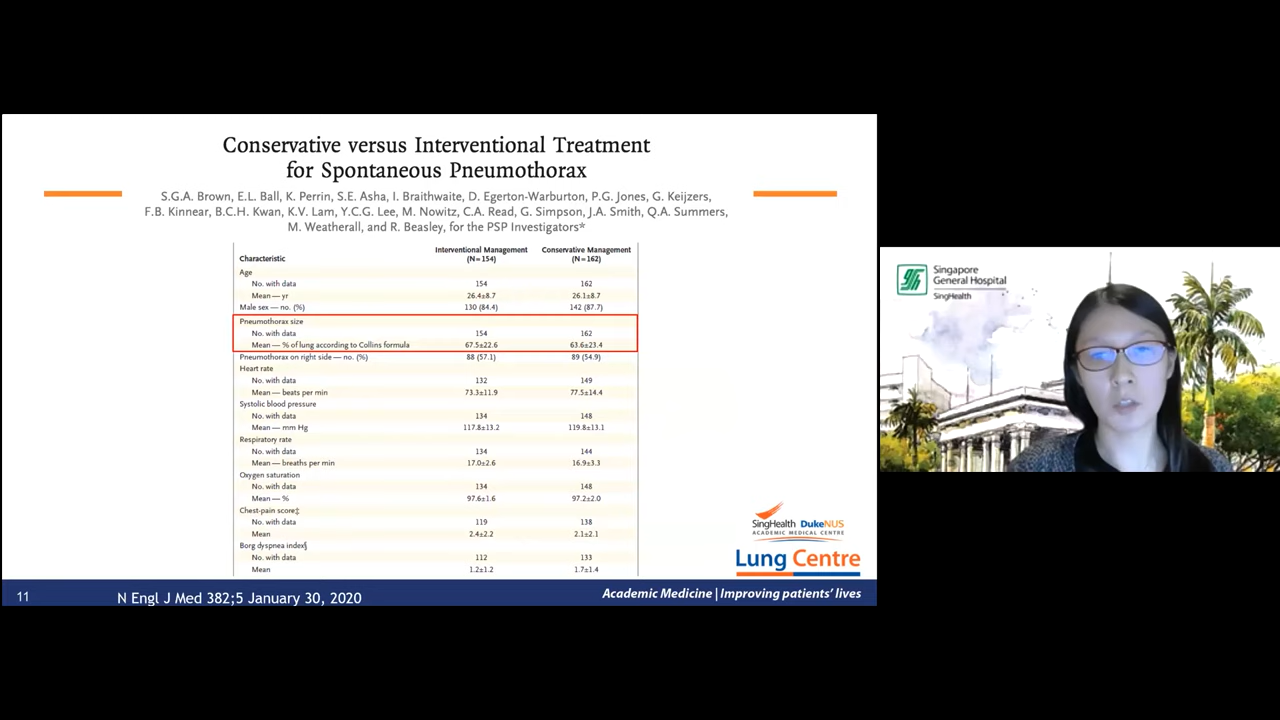 Conservative versus Interventional Treatment
for Spontaneous Pneumothorax
S.G.A. Brown, E.L. Ball, K. Perrin, S.E. Asha, I. Braithwaite, D. Egerton-Warburton, P.G. Jones, G. Keijzers,
F.B. Kinnear, B.C.H. Kwan, K.V. Lam, Y.C.G. Lee, M. Nowitz, C.A. Read, G. Simpson, J.A. Smith, Q.A. Summers,
M. Weatherall, and R. Beasley, for the PSP Investigators*
Characteristic Interventional Management (N=154) Conservative Management (N=162)
Age
No. with data 154 162
Mean — yr 26.4±8.7 26.1±8.7
Male sex — no. (%) 130 (84.4) 142 (87.7)
Pneumothorax size
No. with data 154 162
Mean — % of lung according to Collins formula 67.5±22.6 63.6±23.4
Pneumothorax on right side — no. (%) 88 (57.1) 89 (54.9)
Heart rate
No. with data 132 149
Mean — beats per min 73.3±11.9 77.5±14.4
Systolic blood pressure
No. with data 134 148
Mean — mm Hg 117.8±13.2 119.8±13.1
Respiratory rate
No. with data 134 144
Mean — breaths per min 17.0±2.6 16.9±3.3
Oxygen saturation
No. with data 134 148
Mean — % 97.6±1.6 97.2±2.0
Chest-pain score‡
No. with data 119 138
Mean 2.4±2.2 2.1±2.1
Borg dyspnea index§
No. with data 112 133
Mean 1.2±1.2 1.7±1.4
SingHealth DukeNUS
ACADEMIC MEDICAL CENTRE
Lung Centre
11
N Engl J Med 382;5 January 30, 2020
Academic Medicine | Improving patients' lives
Singapore
General Hospital
SingHealth